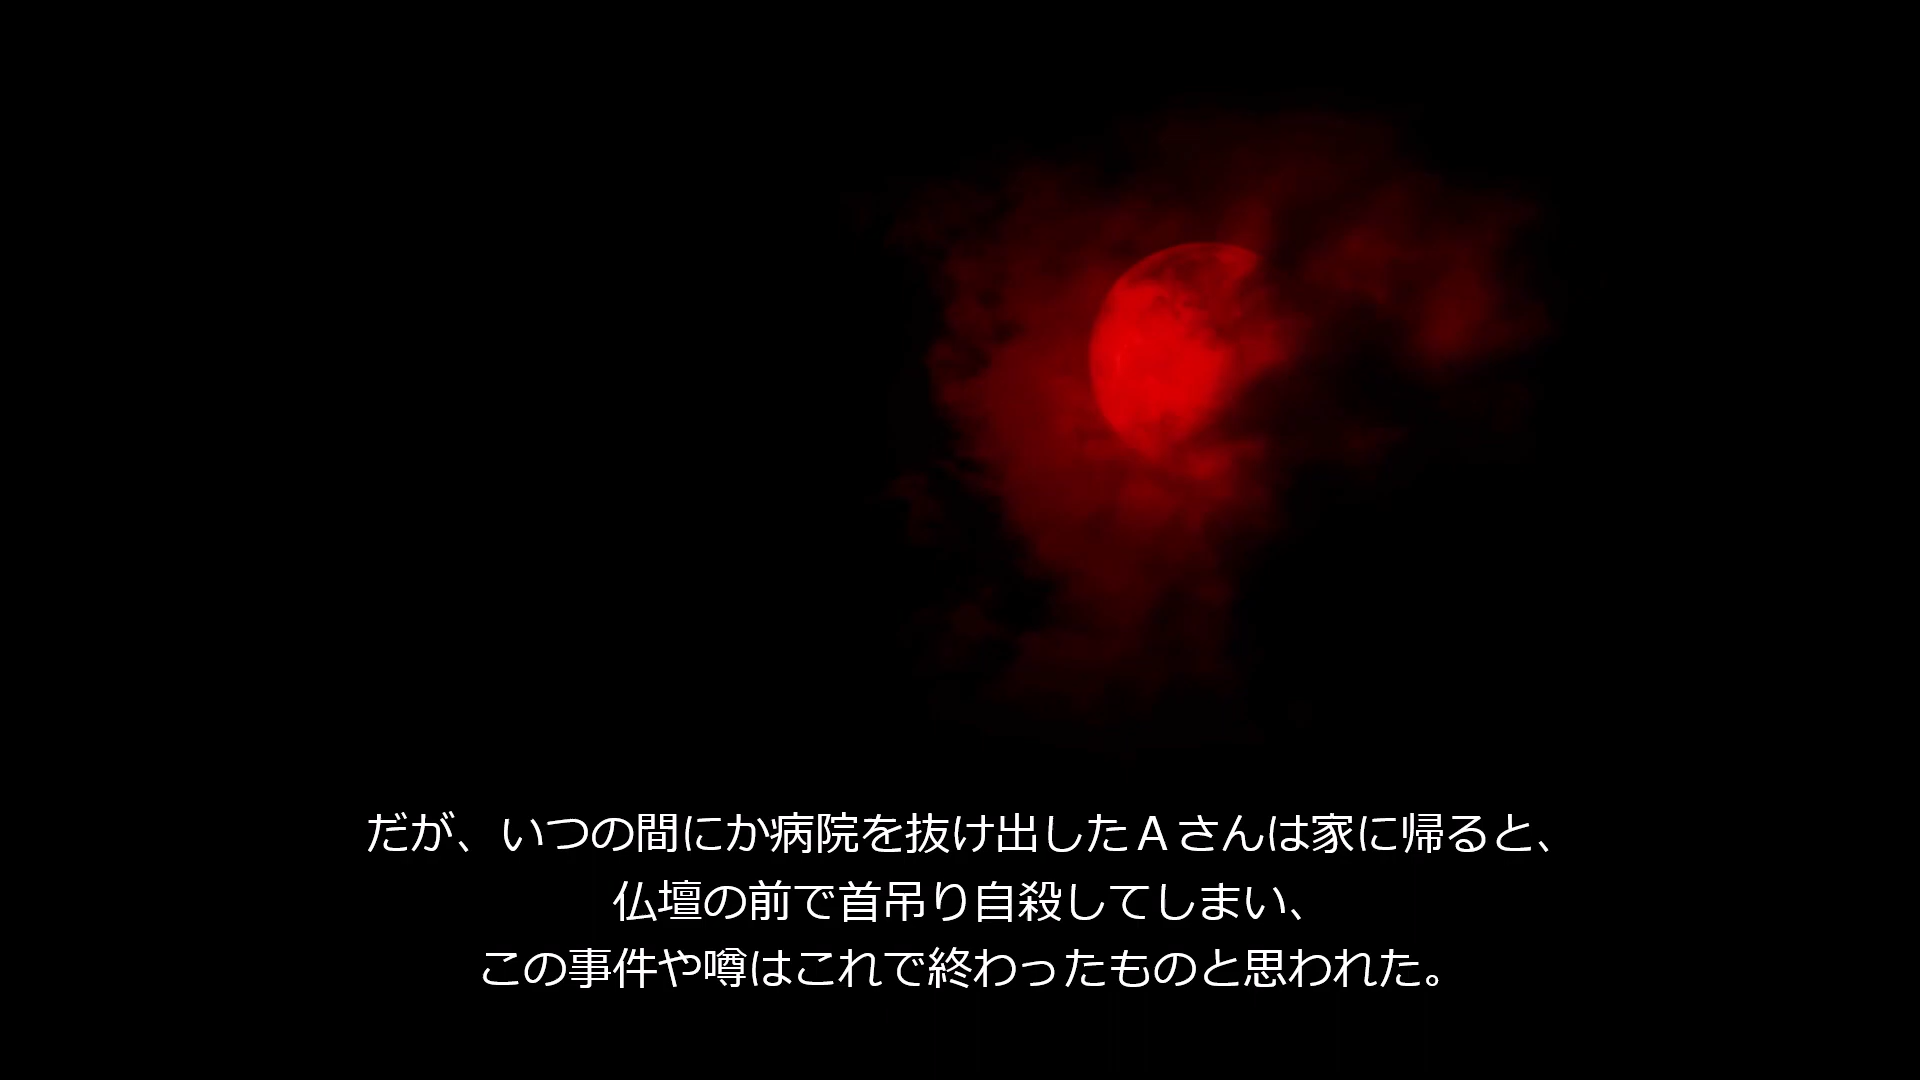 だが、いつの間にか病院を抜け出したＡさんは家に帰ると、
仏壇の前で首吊り自殺してしまい、
この事件や噂はこれで終わったものと思われた。